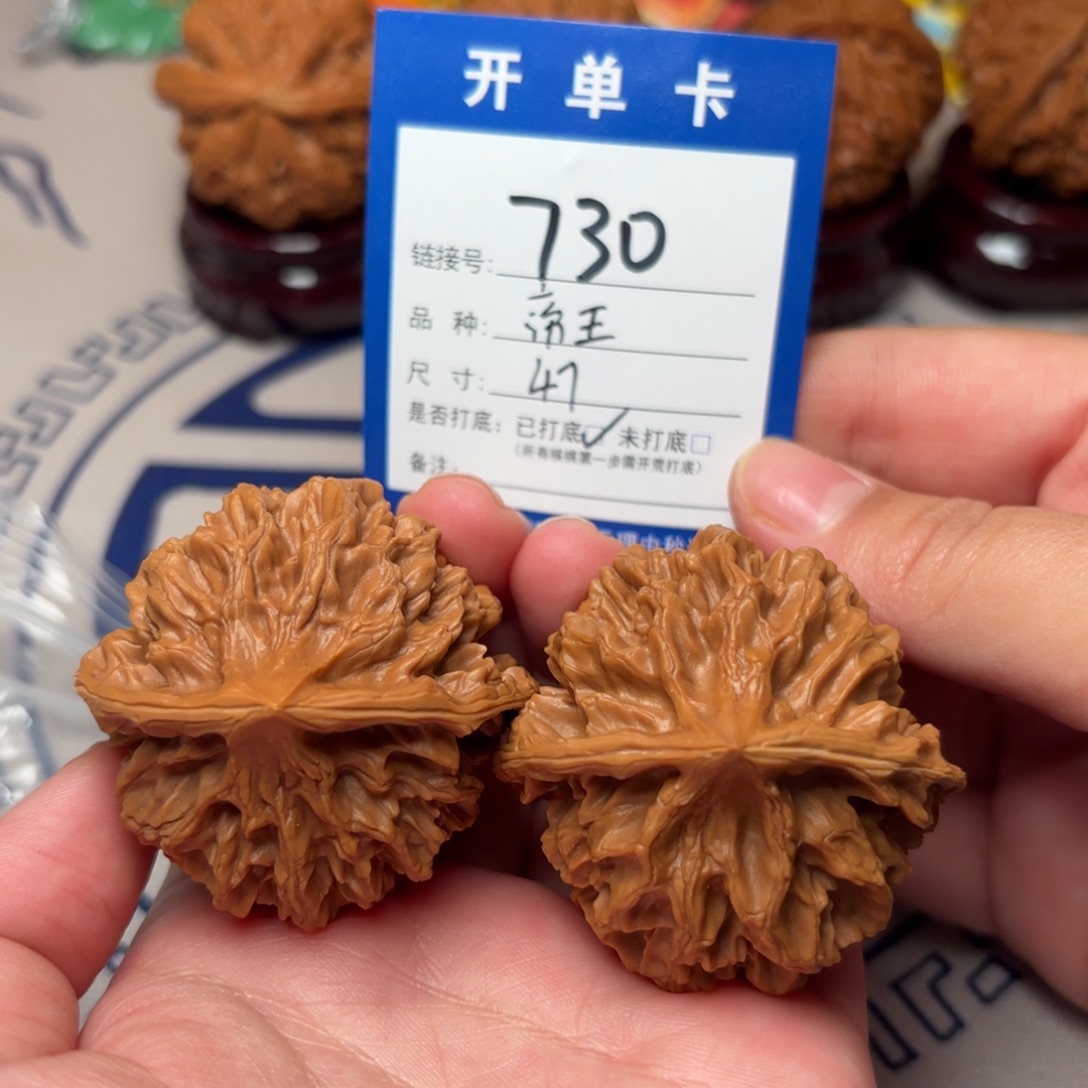 开单卡
链接号: 730
品 种: 帝王
尺 寸: 47
是否打底: 已打底☑ 未打底☐
(所有核桃第一步需开荒打底)
备注: